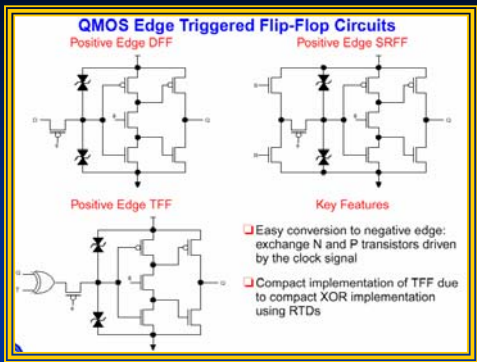 QMOS Edge Triggered Flip-Flop Circuits
Positive Edge DFF
Positive Edge SRFF
D
Q
Q
Positive Edge TFF
Q
T
Q
Key Features
Easy conversion to negative edge:
exchange N and P transistors driven
by the clock signal
Compact implementation of TFF due
to compact XOR implementation
using RTDs